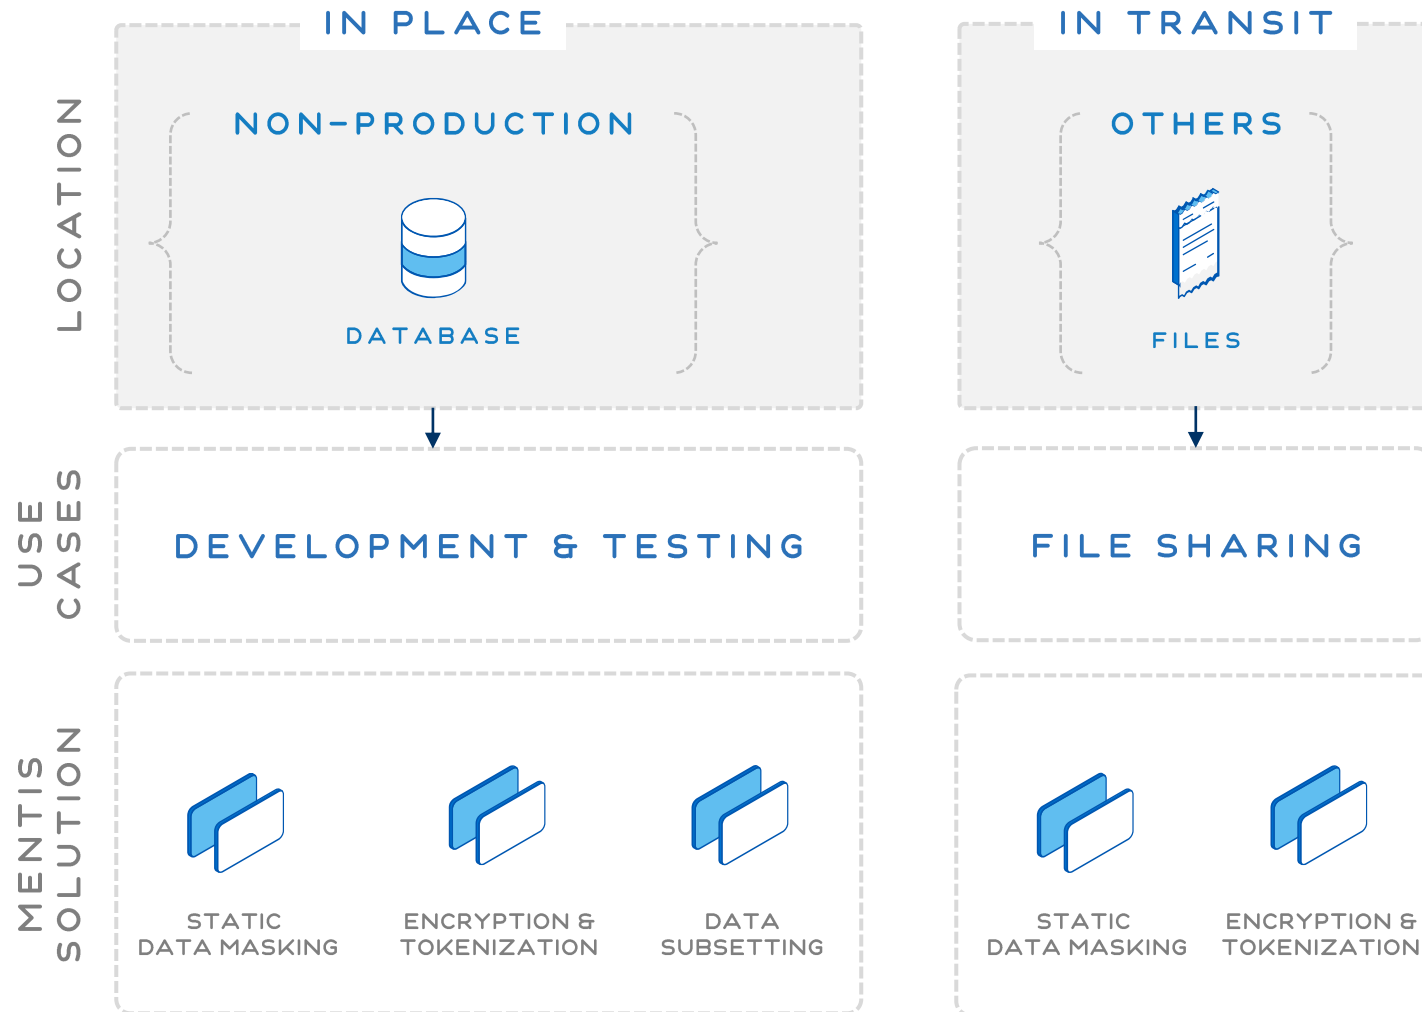 IN PLACE
IN TRANSIT
LOCATION
NON-PRODUCTION
OTHERS
DATABASE
FILES
USE
CASES
DEVELOPMENT & TESTING
FILE SHARING
MENTIS
SOLUTION
STATIC
DATA MASKING
ENCRYPTION &
TOKENIZATION
DATA
SUBSETTING
STATIC
DATA MASKING
ENCRYPTION &
TOKENIZATION